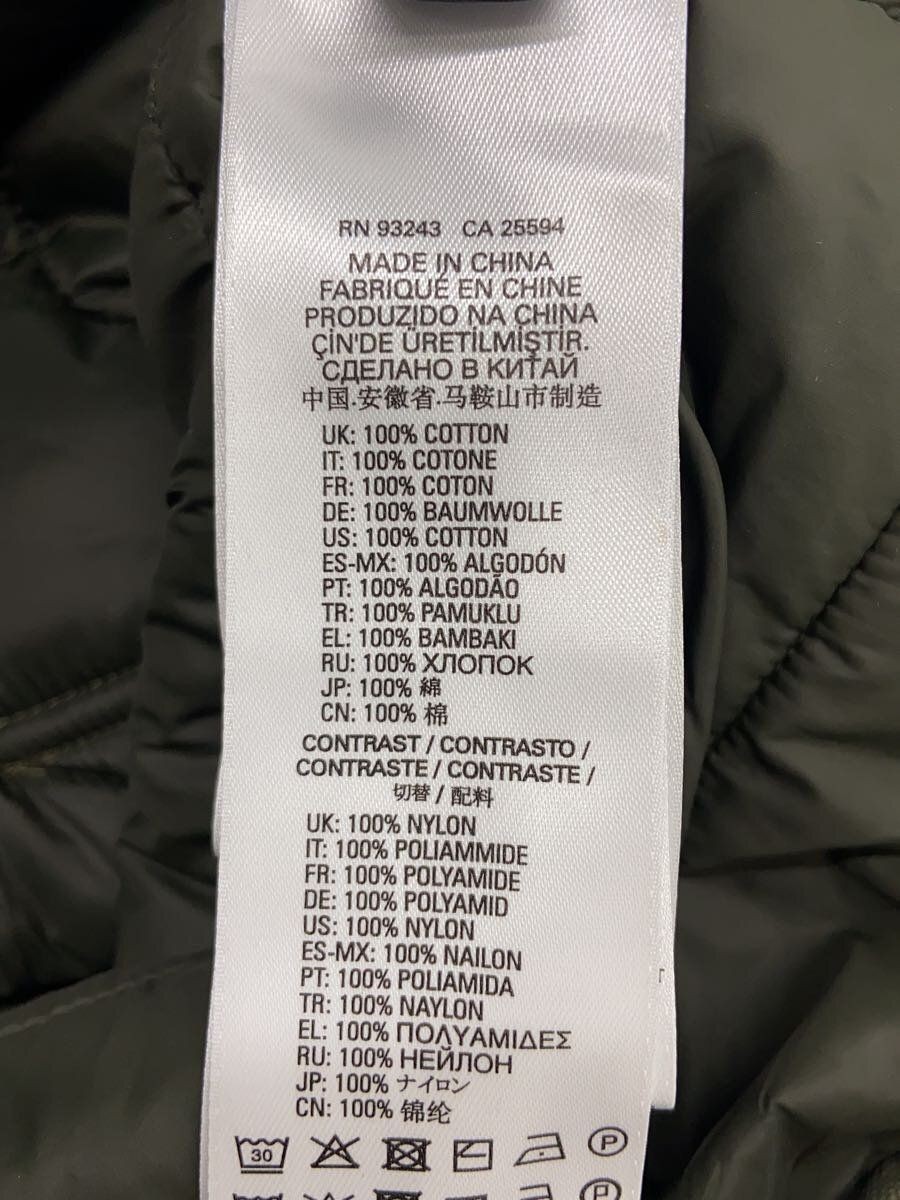 RN 93243 CA 25594
MADE IN CHINA
FABRIQUÉ EN CHINE
PRODUZIDO NA CHINA
ÇİN'DE ÜRETİLMİŞTİR.
СДЕЛАНО В КИТАЙ
中国.安徽省.马鞍山市制造
UK: 100% COTTON
IT: 100% COTONE
FR: 100% COTON
DE: 100% BAUMWOLLE
US: 100% COTTON
ES-MX: 100% ALGODÓN
PT: 100% ALGODÃO
TR: 100% PAMUKLU
EL: 100% BAMBAKI
RU: 100% ХЛОПОК
JP: 100% 綿
CN: 100% 棉
CONTRAST / CONTRASTO /
CONTRASTE / CONTRASTE /
切替 / 配料
UK: 100% NYLON
IT: 100% POLIAMMIDE
FR: 100% POLYAMIDE
DE: 100% POLYAMID
US: 100% NYLON
ES-MX: 100% NAILON
PT: 100% POLIAMIDA
TR: 100% NAYLON
EL: 100% ΠΟΛΥΑΜΙΔΕΣ
RU: 100% НЕЙЛОН
JP: 100% ナイロン
CN: 100% 锦纶
30 P